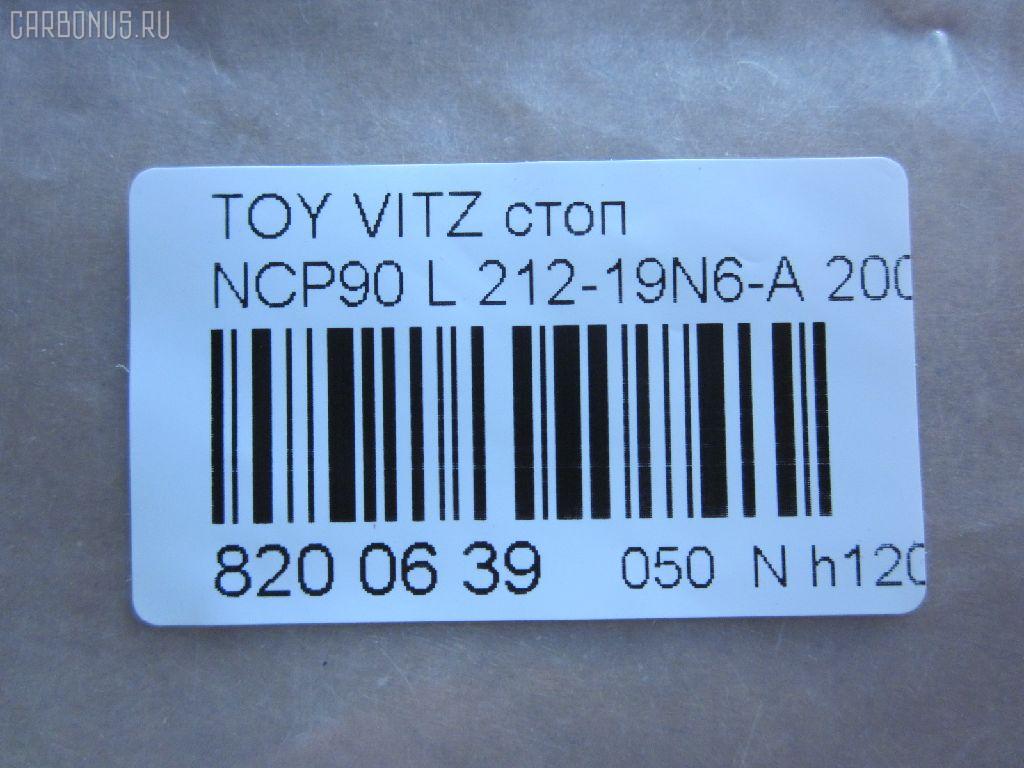 CARBONUS.RU
TOY VITZ стоп
NCP90 L 212-19N6-A 200
820 06 39 050 N h120